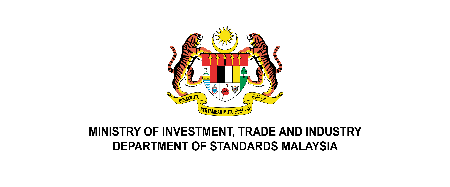 MINISTRY OF INVESTMENT, TRADE AND INDUSTRY
DEPARTMENT OF STANDARDS MALAYSIA